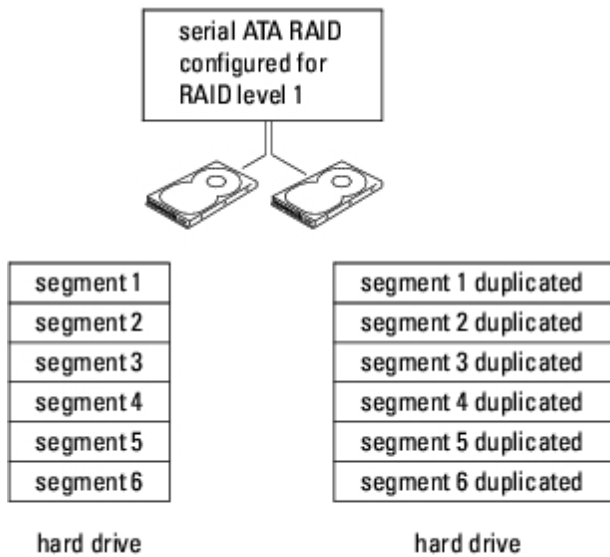 serial ATA RAID
configured for
RAID level 1
segment 1
segment 2
segment 3
segment 4
segment 5
segment 6
hard drive
segment 1 duplicated
segment 2 duplicated
segment 3 duplicated
segment 4 duplicated
segment 5 duplicated
segment 6 duplicated
hard drive